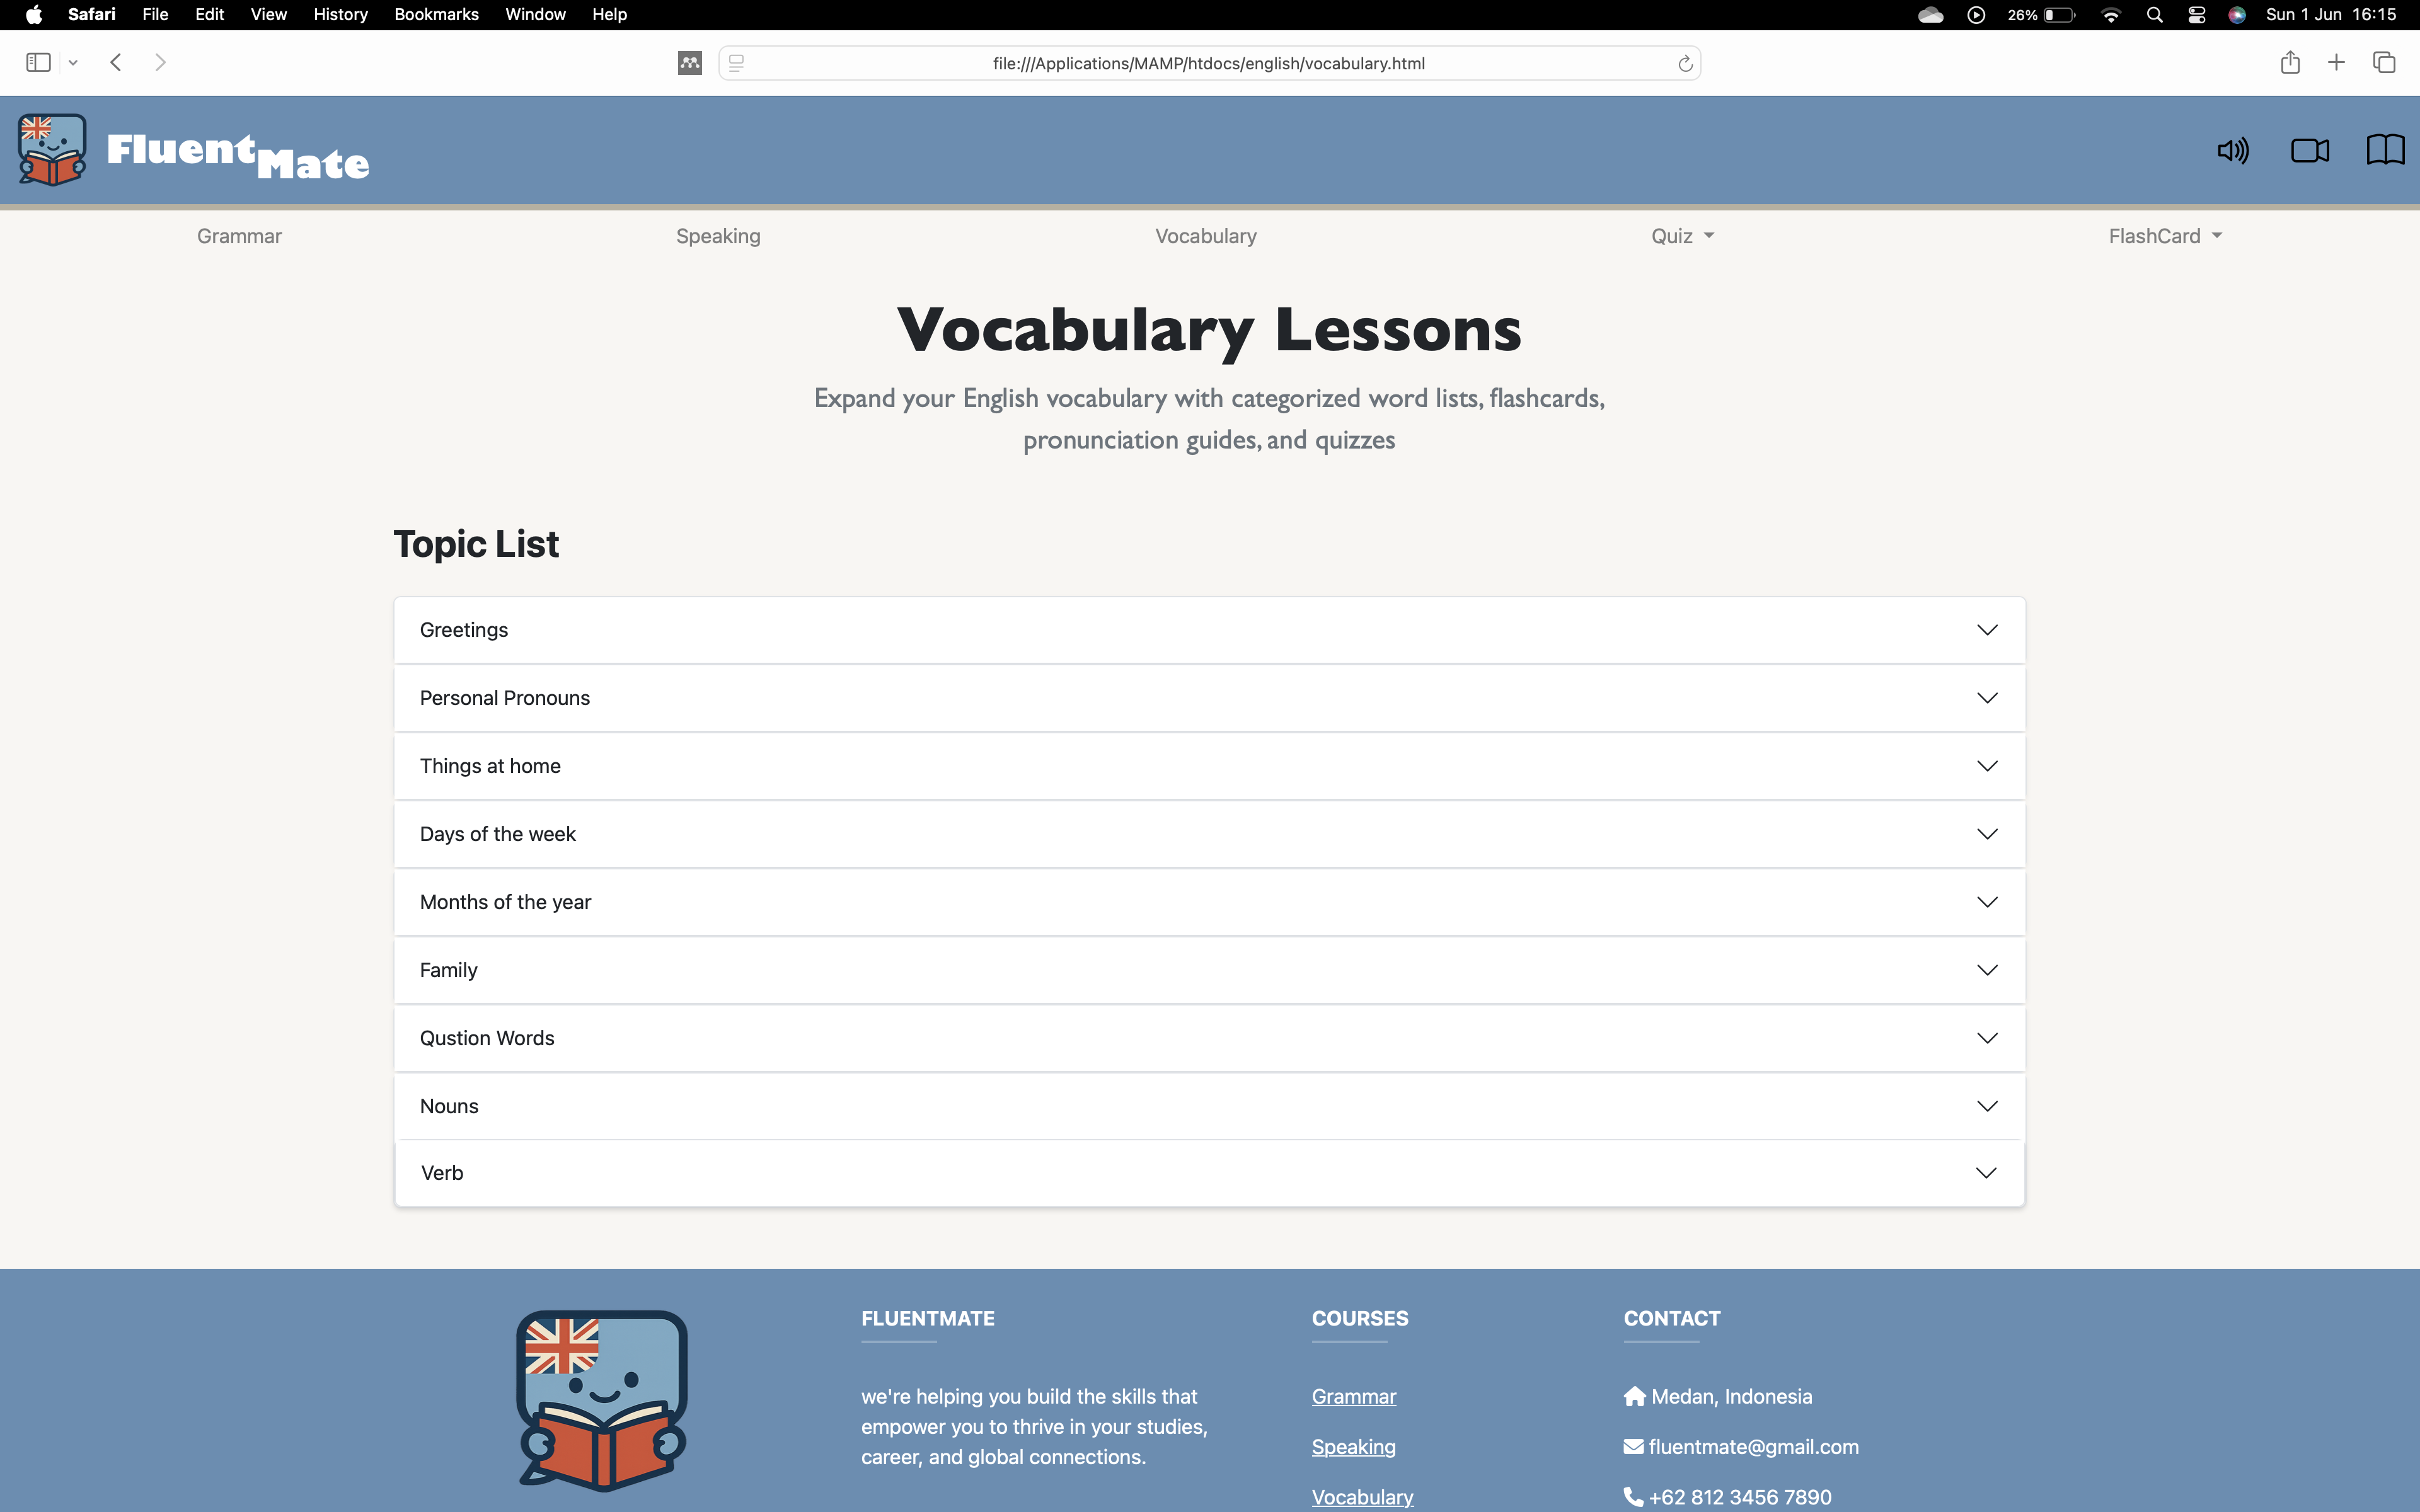 Safari File Edit View History Bookmarks Window Help 26% Sun 1 Jun 16:15
file:///Applications/MAMP/htdocs/english/vocabulary.html
FluentMate
Grammar Speaking Vocabulary Quiz FlashCard
Vocabulary Lessons
Expand your English vocabulary with categorized word lists, flashcards,
pronunciation guides, and quizzes
Topic List
Greetings
Personal Pronouns
Things at home
Days of the week
Months of the year
Family
Qustion Words
Nouns
Verb
FLUENTMATE
we're helping you build the skills that
empower you to thrive in your studies,
career, and global connections.
COURSES
Grammar
Speaking
Vocabulary
CONTACT
Medan, Indonesia
fluentmate@gmail.com
+62 812 3456 7890